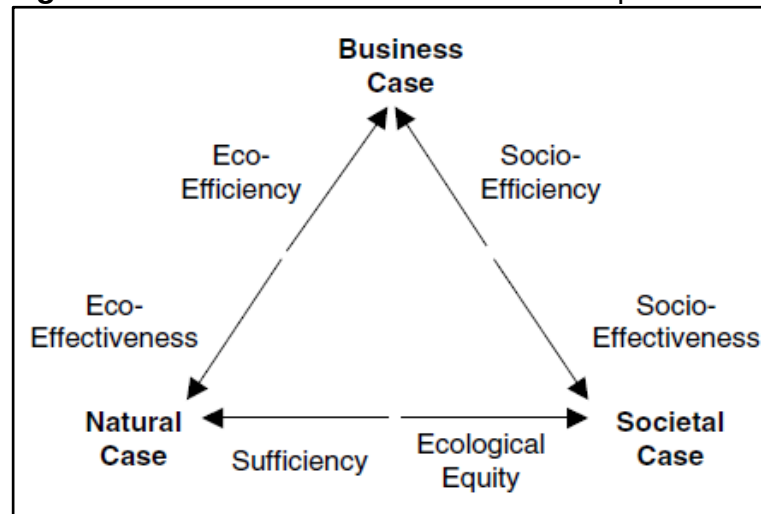 Business
Case
Eco-
Efficiency
Socio-
Efficiency
Eco-
Effectiveness
Socio-
Effectiveness
Natural
Case
Sufficiency
Ecological
Equity
Societal
Case